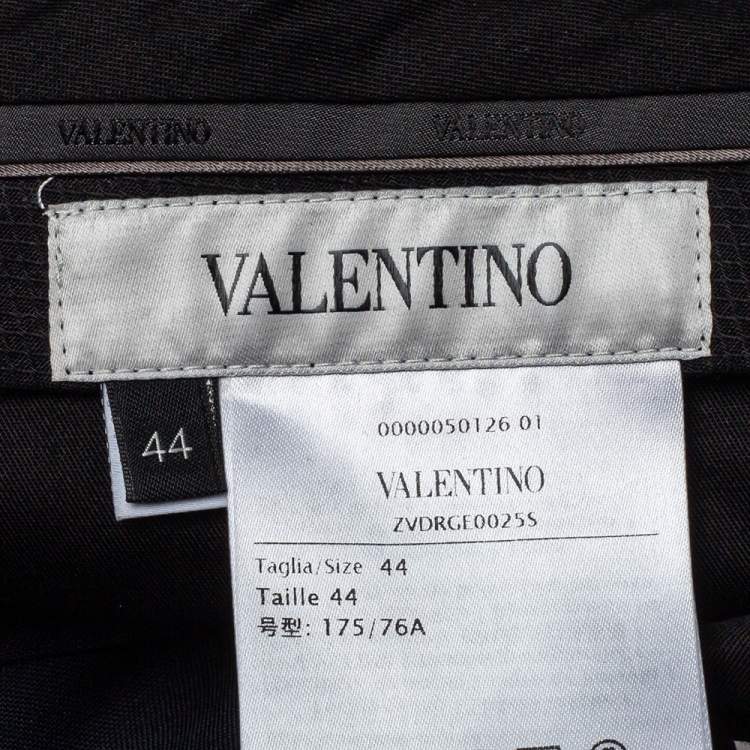 VALENTINO VALENTINO
VALENTINO
44
0000050126 01
VALENTINO
ZVDRGE0025S
Taglia/Size 44
Taille 44
号型: 175/76A